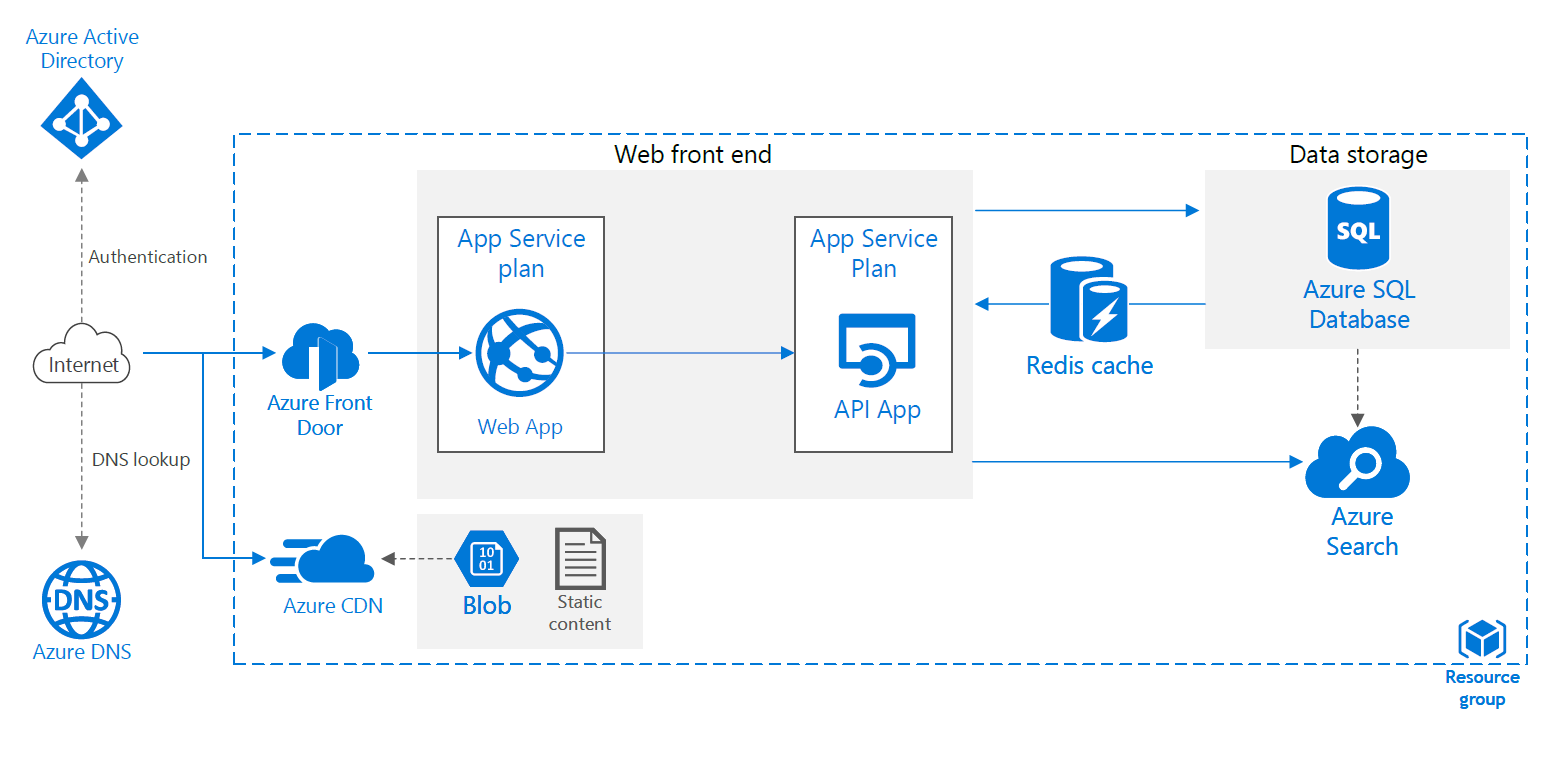 Azure Active
Directory
Authentication
Internet
DNS lookup
DNS
Azure DNS
Web front end
Data storage
App Service
plan
Web App
App Service
Plan
API App
Azure Front
Door
Redis cache
SQL
Azure SQL
Database
Azure
Search
Azure CDN
10
01
Blob
Static
content
Resource
group